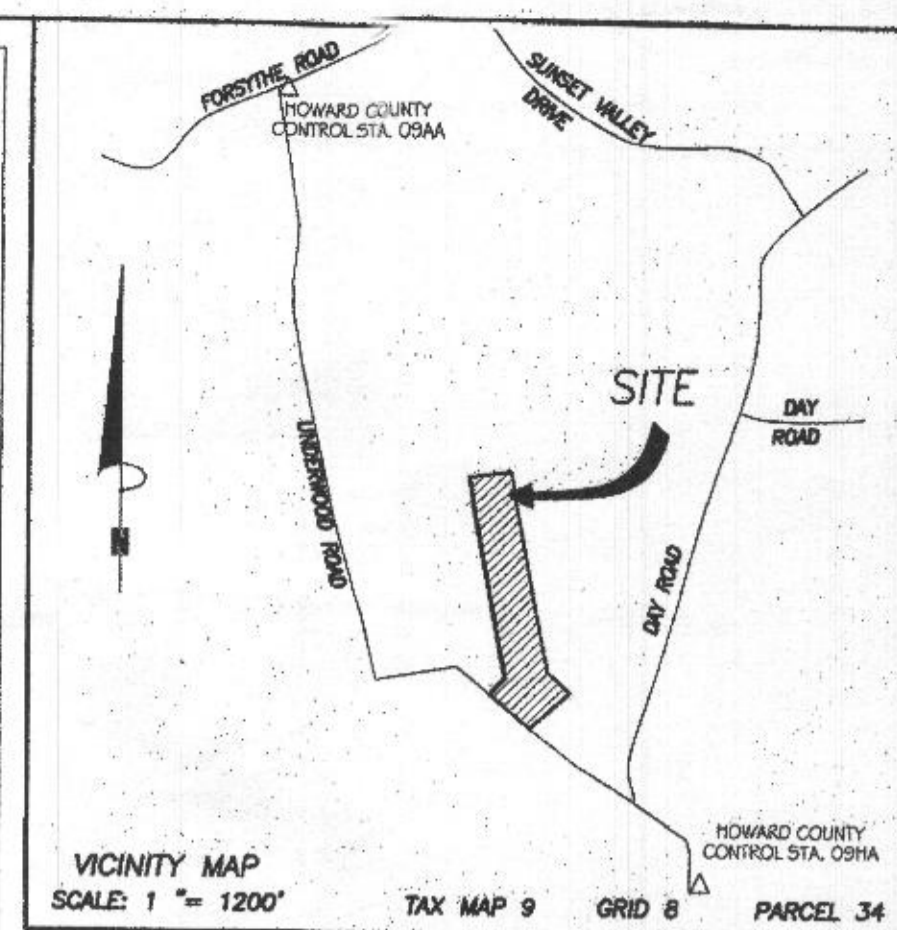 FORSYTHE ROAD
HOWARD COUNTY
CONTROL STA. 09AA
SUNSET VALLEY
DRIVE
SITE
DAY
ROAD
UNDERWOOD ROAD
DAY ROAD
HOWARD COUNTY
CONTROL STA. 09HA
VICINITY MAP
SCALE: 1 "= 1200'
TAX MAP 9 GRID 8 PARCEL 34